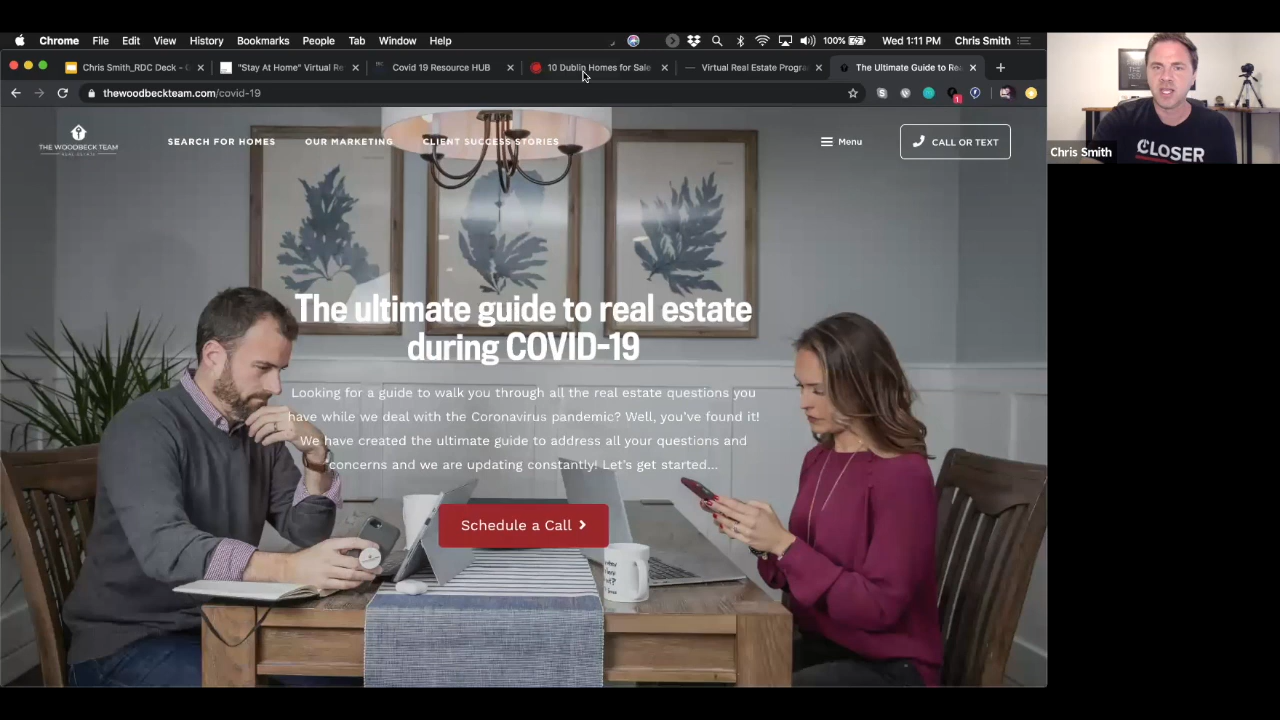 Chrome File Edit View History Bookmarks People Tab Window Help 100% Wed 1:11 PM Chris Smith
Chris Smith_RDC Deck - G "Stay At Home" Virtual Re Covid 19 Resou HUB 10 Dublin Homes for Sale Virtual Real Estate Progra The Ultimate Guide to Rea
thewoodbeckteam.com/covid-19
1
THE WOODBECK TEAM
SEARCH FOR HOMES OUR MARKETING CLIENT SUCCESS STORIES Menu CALL OR TEXT
CLOSER
Chris Smith
The ultimate guide to real estate
during COVID-19
Looking for a guide to walk you through all the real estate questions you
have while we deal with the Coronavirus pandemic? Well, you've found it!
We have created the ultimate guide to address all your questions and
concerns and we are updating constantly! Let's get started...
Schedule a Call